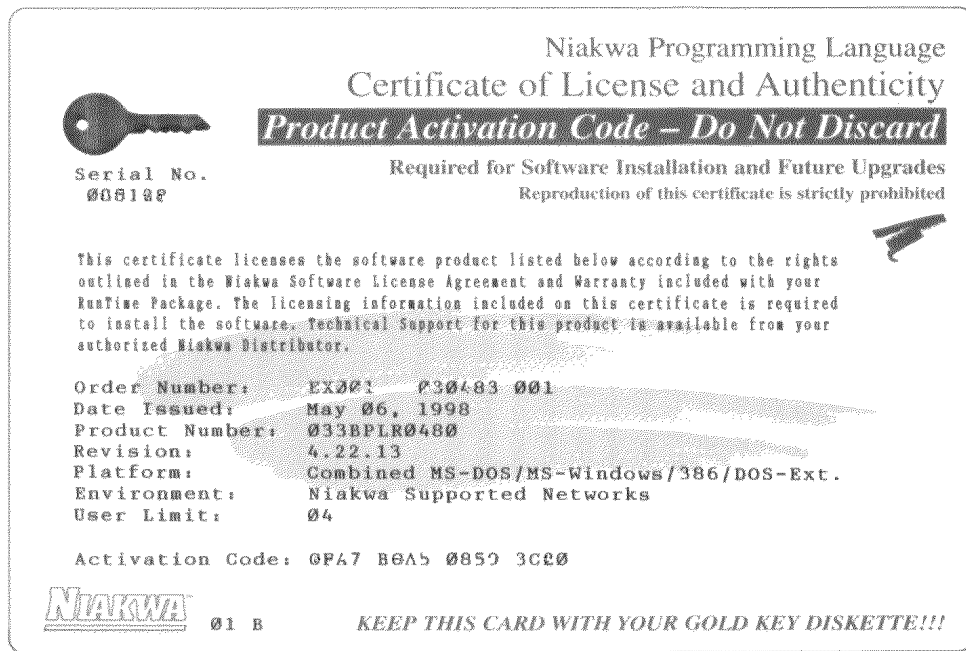 Niakwa Programming Language
Certificate of License and Authenticity
Product Activation Code – Do Not Discard
Required for Software Installation and Future Upgrades
Reproduction of this certificate is strictly prohibited
Serial No.
This certificate licenses the software product listed below according to the rights
outlined in the Niakwa Software License Agreement and Warranty included with your
RunTime Package. The licensing information included on this certificate is required
to install the software. Technical Support for this product is available from your
authorized Niakwa Distributor.
Order Number: EX001 030483 001
Date Issued: May 06, 1998
Product Number: 033BPLR0480
Revision: 4.22.13
Platform: Combined MS-DOS/MS-Windows/386/DOS-Ext.
Environment: Niakwa Supported Networks
User Limit: 04
Activation Code:
NIAKWA
01 B
KEEP THIS CARD WITH YOUR GOLD KEY DISKETTE!!!